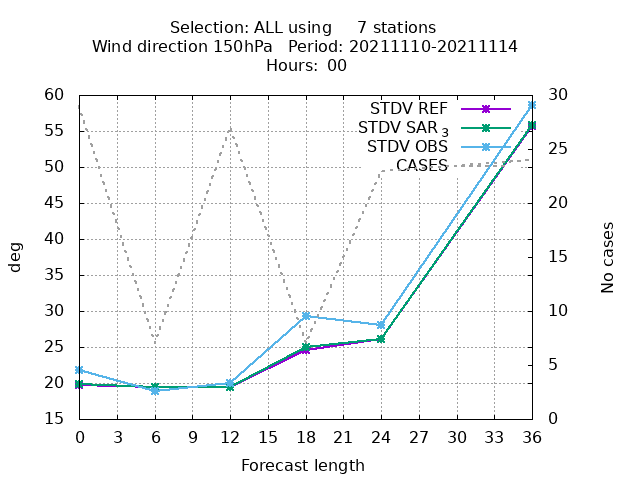 Selection: ALL using     7 stations
Wind direction 150hPa   Period: 20211110-20211114
Hours: 00
60
55
50
45
40
35
30
25
20
15
deg
STDV REF
STDV SAR3
STDV OBS
CASES
30
25
20
15
10
5
0
No cases
0 3 6 9 12 15 18 21 24 27 30 33 36
Forecast length